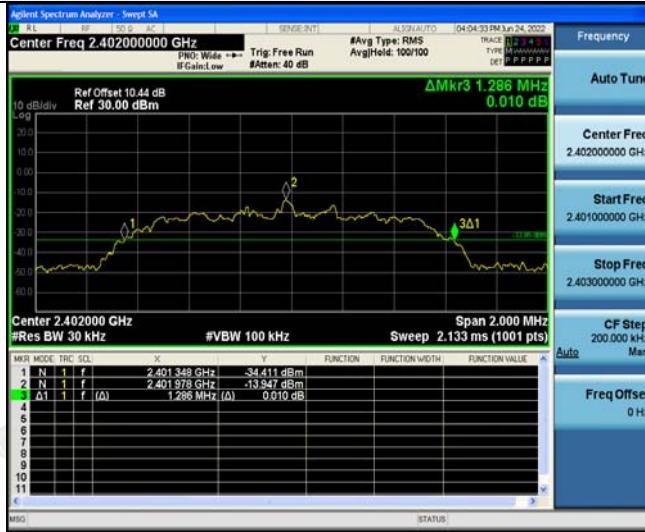 Agilent Spectrum Analyzer - Swept SA
RL RF 50 Ω AC SENSE:INT ALIGN AUTO 04:04:33 PM Jun 24, 2022
Center Freq 2.402000000 GHz
PNO: Wide
IFGain:Low
Trig: Free Run
#Atten: 40 dB
#Avg Type: RMS
Avg|Hold: 100/100
TRACE 1 2 3 4 5
TYPE M
DET P P P P P P
Ref Offset 10.44 dB
Ref 30.00 dBm
10 dB/div
Log
ΔMkr3 1.286 MHz
0.010 dB
20.0
10.0
0.00
-10.0
-20.0
-30.0
-40.0
-50.0
-60.0
1
2
3Δ1
Center 2.402000 GHz
#Res BW 30 kHz
#VBW 100 kHz
Span 2.000 MHz
Sweep 2.133 ms (1001 pts)
MKR MODE TRC SCL X Y FUNCTION FUNCTION WIDTH FUNCTION VALUE
1 N 1 f 2.401 348 GHz -34.411 dBm
2 N 1 f 2.401 978 GHz -13.947 dBm
3 Δ1 1 f (Δ) 1.286 MHz (Δ) 0.010 dB
4
5
6
7
8
9
10
11
MSG STATUS
Frequency
Auto Tune
Center Freq
2.402000000 GHz
Start Freq
2.401000000 GHz
Stop Freq
2.403000000 GHz
CF Step
200.000 kHz
Auto Man
Freq Offset
0 Hz